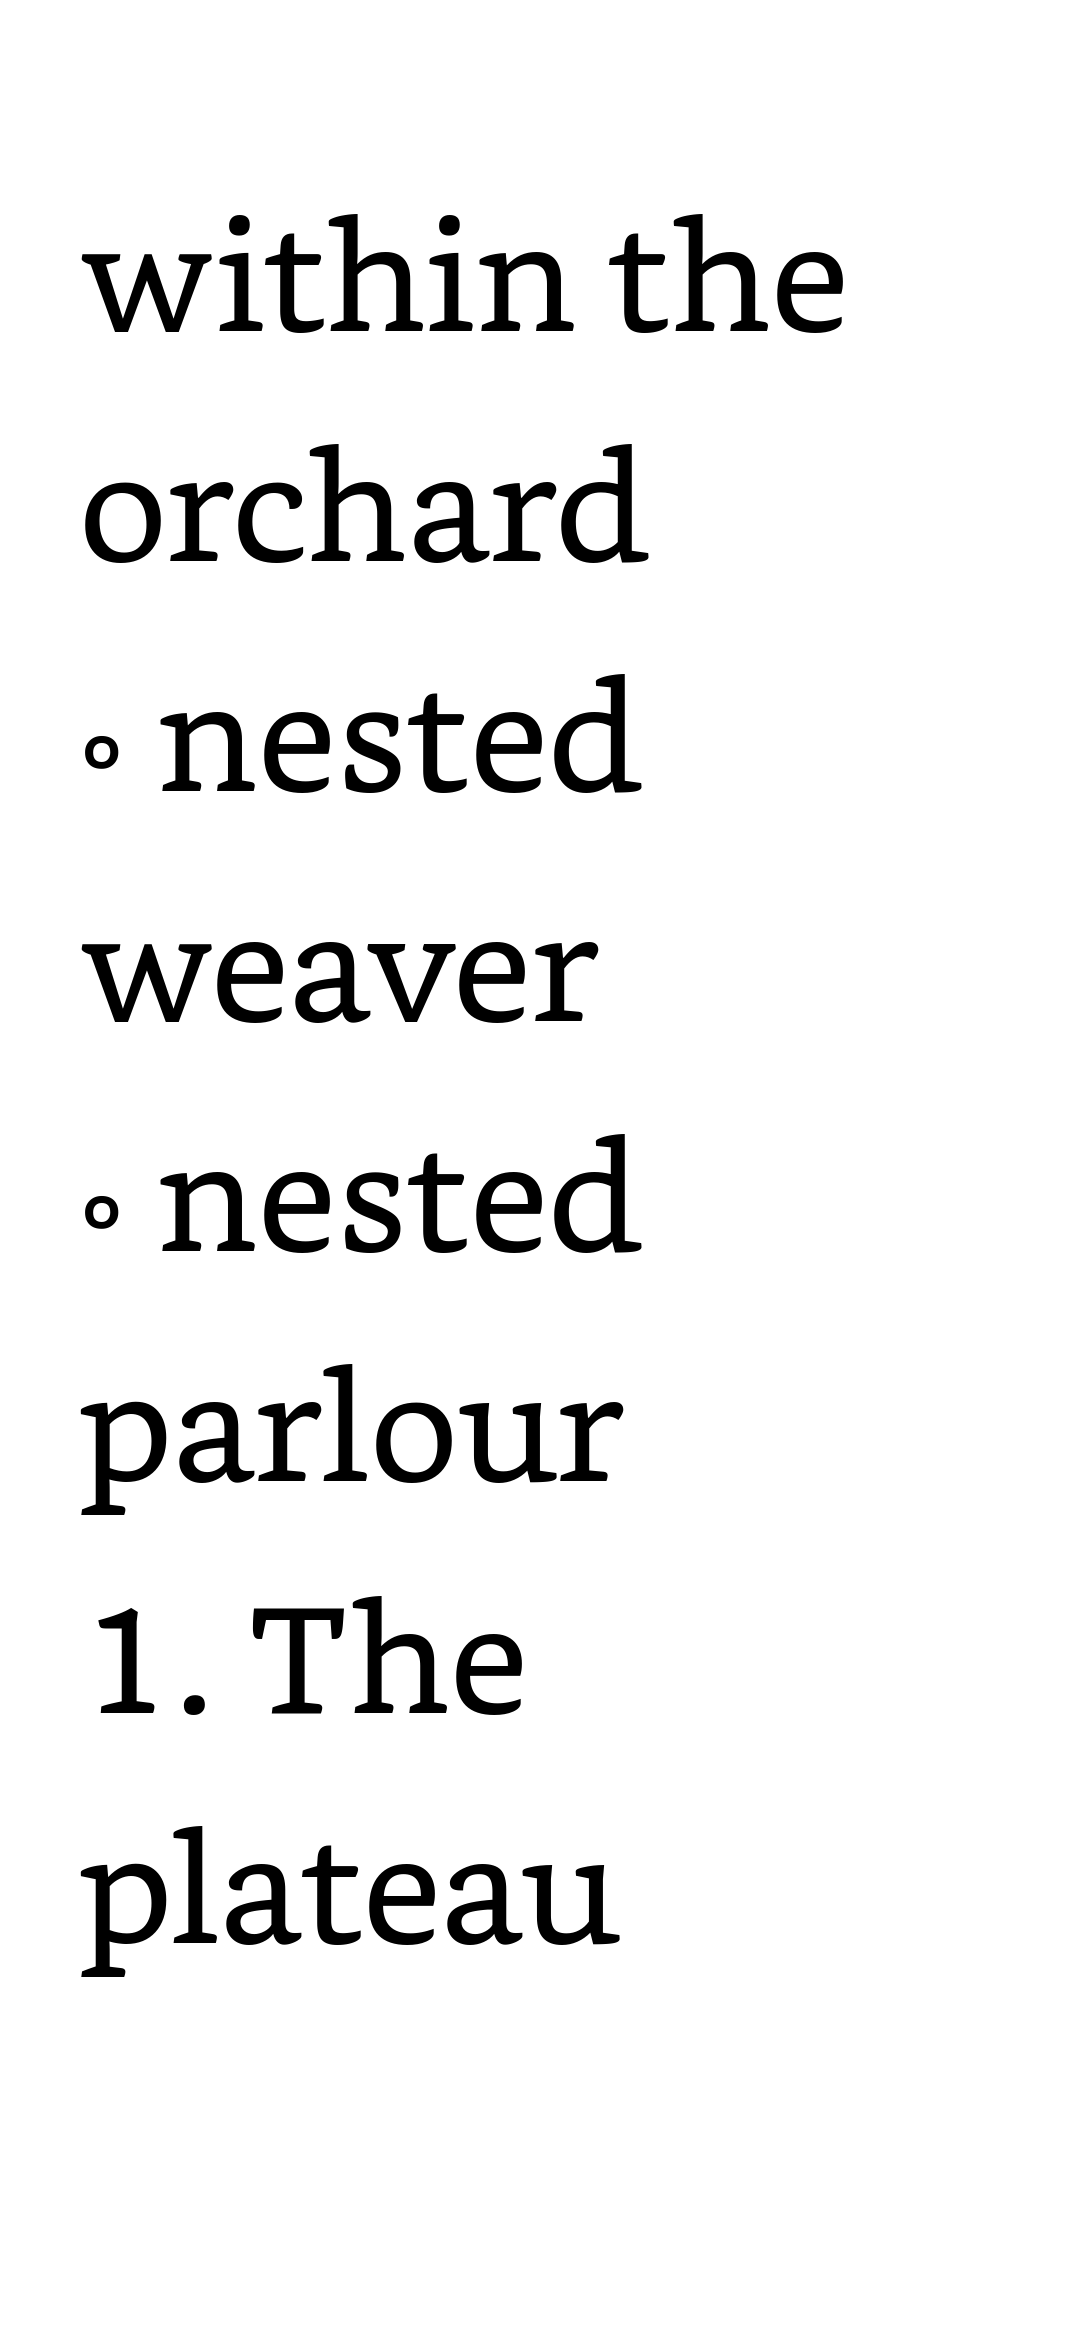 within the
orchard
◦ nested
weaver
◦ nested
parlour
1. The
plateau